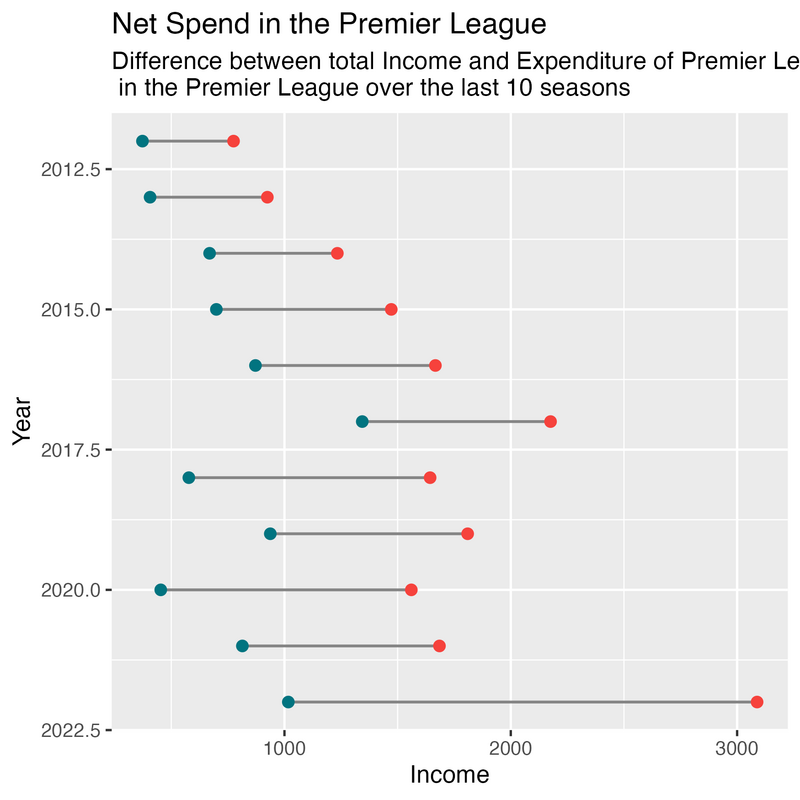 Net Spend in the Premier League
Difference between total Income and Expenditure of Premier Le
in the Premier League over the last 10 seasons
2012.5
2015.0
2017.5
2020.0
2022.5
Year
1000 2000 3000
Income